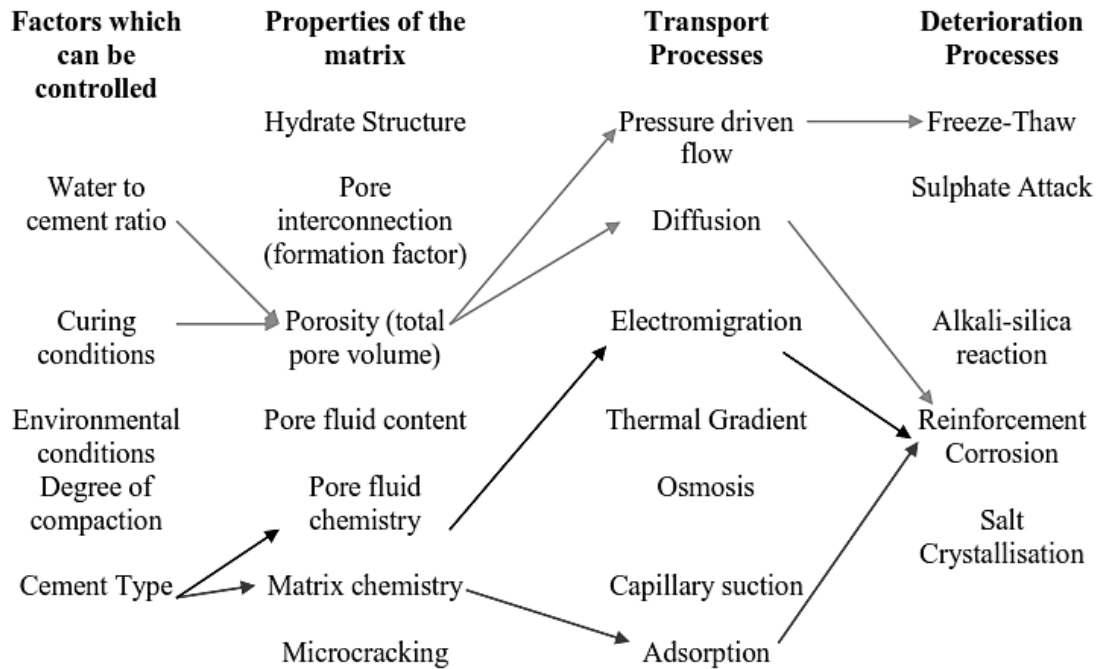 Factors which
can be
controlled
Properties of the
matrix
Transport
Processes
Deterioration
Processes
Hydrate Structure
Pressure driven
flow
Freeze-Thaw
Water to
cement ratio
Pore
interconnection
(formation factor)
Diffusion
Sulphate Attack
Curing
conditions
Porosity (total
pore volume)
Electromigration
Alkali-silica
reaction
Environmental
conditions
Pore fluid content
Thermal Gradient
Reinforcement
Corrosion
Degree of
compaction
Pore fluid
chemistry
Osmosis
Salt
Crystallisation
Cement Type
Matrix chemistry
Capillary suction
Microcracking
Adsorption